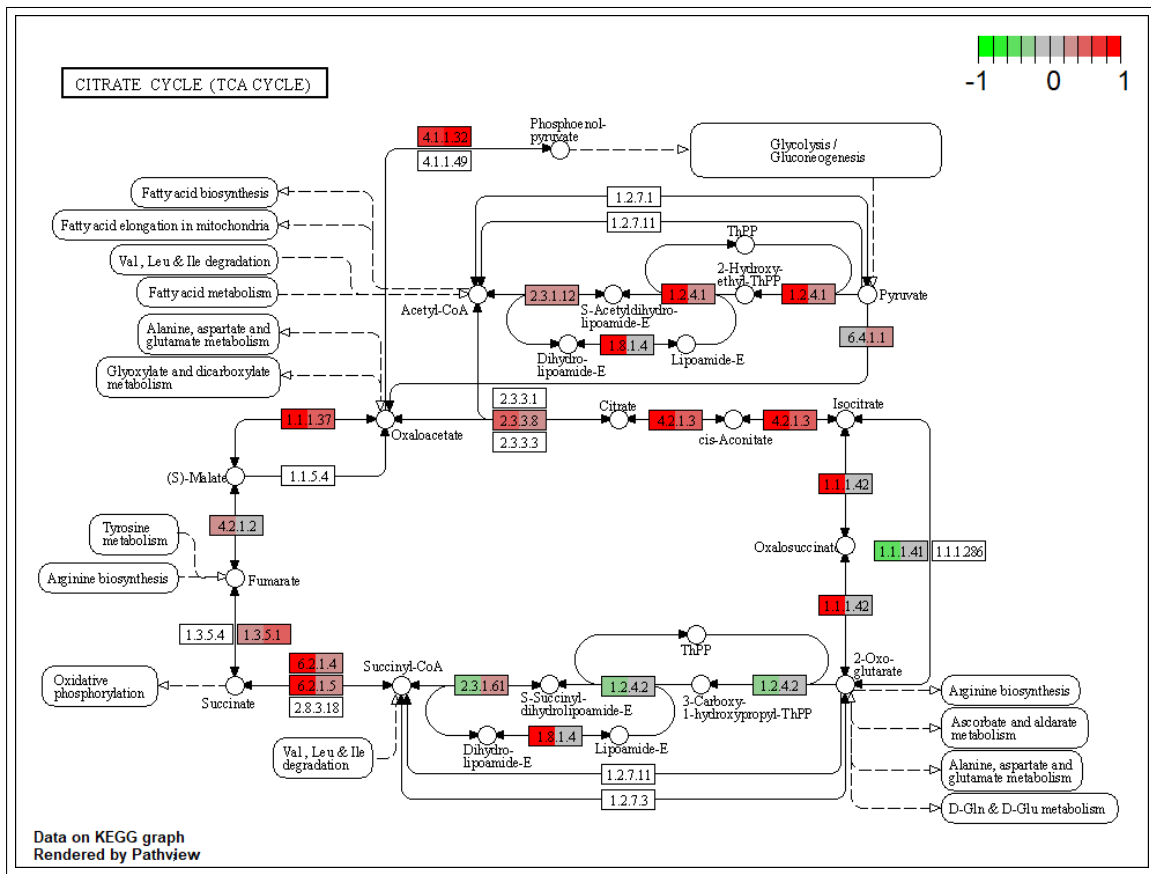 CITRATE CYCLE (TCA CYCLE)
-1 0 1
4.1.1.32
4.1.1.49
Phosphoenol-
pyruvate
Glycolysis /
Gluconeogenesis
Fatty acid biosynthesis
Fatty acid elongation in mitochondria
Val, Leu & Ile degradation
Fatty acid metabolism
Alanine, aspartate and
glutamate metabolism
Glyoxylate and dicarboxylate
metabolism
1.2.7.1
1.2.7.11
ThPP
2-Hydroxy-
ethyl-ThPP
Acetyl-CoA
2.3.1.12
S-Acetyldihydro-
lipoamide-E
1.2.4.1
1.2.4.1
Pyruvate
Dihydro-
lipoamide-E
1.8.1.4
Lipoamide-E
6.4.1.1
1.1.1.37
Oxaloacetate
2.3.3.1
2.3.3.8
2.3.3.3
Citrate
4.2.1.3
cis-Aconitate
4.2.1.3
Isocitrate
(S)-Malate
1.1.5.4
1.1.1.42
4.2.1.2
Tyrosine
metabolism
Oxalosuccinate
1.1.1.41
1.1.1.286
Arginine biosynthesis
Fumarate
1.1.1.42
1.3.5.4
1.3.5.1
ThPP
6.2.1.4
6.2.1.5
2.8.3.18
Succinyl-CoA
2-Oxo-
glutarate
Oxidative
phosphorylation
Succinate
2.3.1.61
S-Succinyl-
dihydrolipoamide-E
1.2.4.2
3-Carboxy-
1-hydroxypropyl-ThPP
1.2.4.2
Arginine biosynthesis
Ascorbate and aldarate
metabolism
Val, Leu & Ile
degradation
Dihydro-
lipoamide-E
1.8.1.4
Lipoamide-E
Alanine, aspartate and
glutamate metabolism
1.2.7.11
1.2.7.3
D-Gln & D-Glu metabolism
Data on KEGG graph
Rendered by Pathview